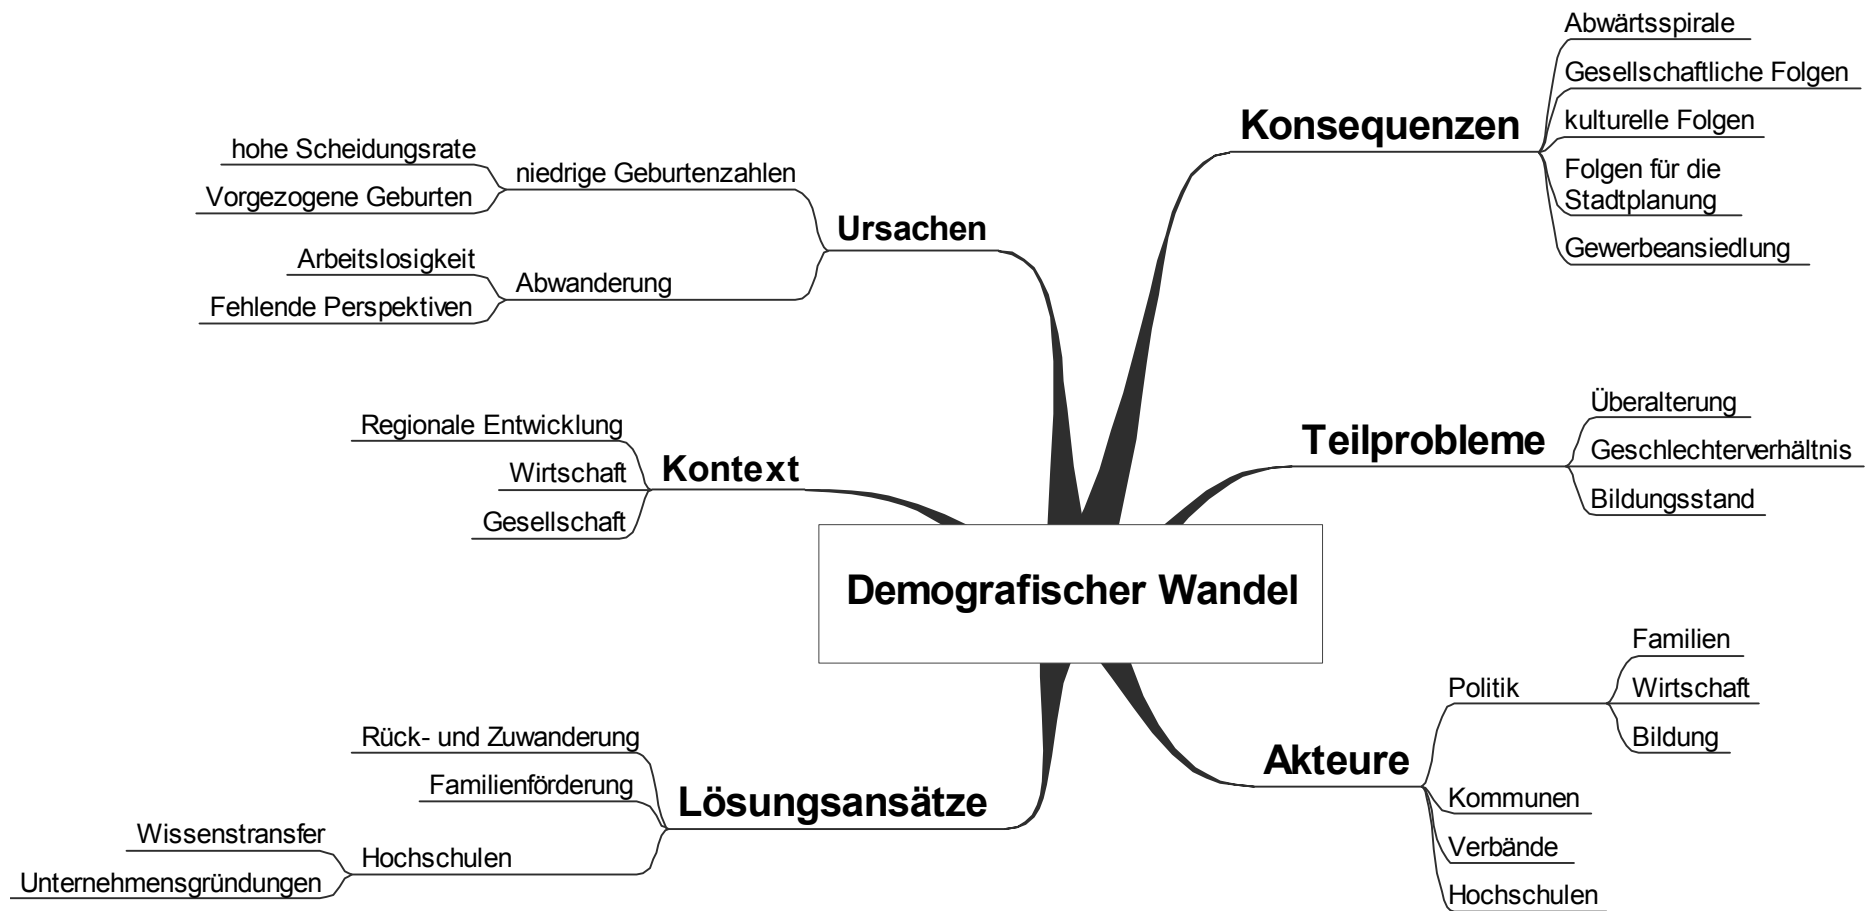 Demografischer Wandel
Konsequenzen
Abwärtsspirale
Gesellschaftliche Folgen
kulturelle Folgen
Folgen für die
Stadtplanung
Gewerbeansiedlung
Teilprobleme
Überalterung
Geschlechterverhältnis
Bildungsstand
Akteure
Politik
Familien
Wirtschaft
Bildung
Kommunen
Verbände
Hochschulen
Ursachen
niedrige Geburtenzahlen
hohe Scheidungsrate
Vorgezogene Geburten
Abwanderung
Arbeitslosigkeit
Fehlende Perspektiven
Kontext
Regionale Entwicklung
Wirtschaft
Gesellschaft
Lösungsansätze
Rück- und Zuwanderung
Familienförderung
Hochschulen
Wissenstransfer
Unternehmensgründungen